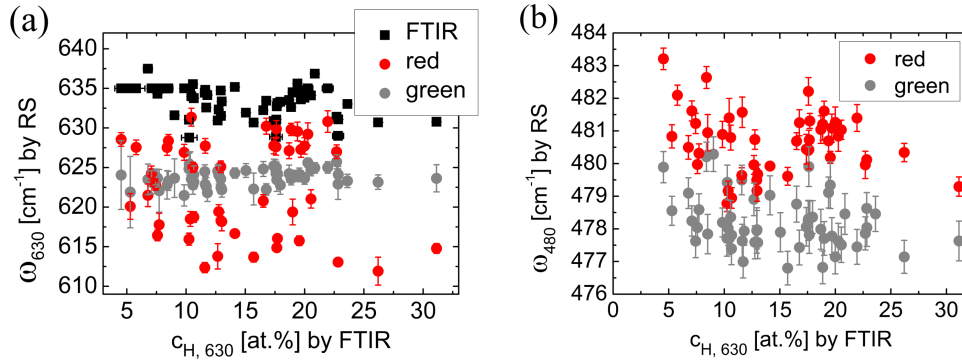 (a)
FTIR
red
green
640
635
630
625
620
615
610
ω630 [cm-1] by RS
5 10 15 20 25 30
cH, 630 [at.%] by FTIR
(b)
red
green
484
483
482
481
480
479
478
477
476
ω480 [cm-1] by RS
5 10 15 20 25 30
cH, 630 [at.%] by FTIR